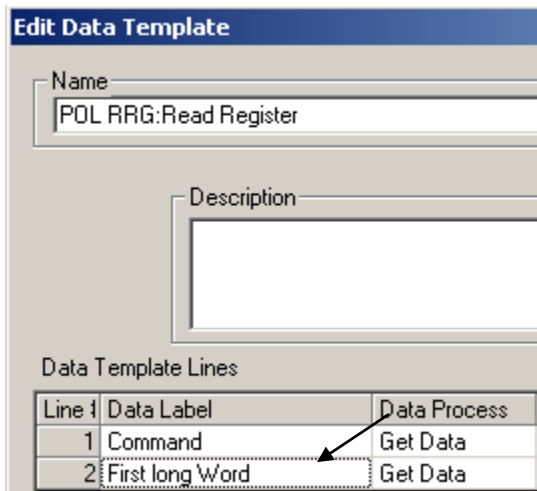 Edit Data Template
Name
POL RRG:Read Register
Description
Data Template Lines
Line # Data Label Data Process
1 Command Get Data
2 First long Word Get Data